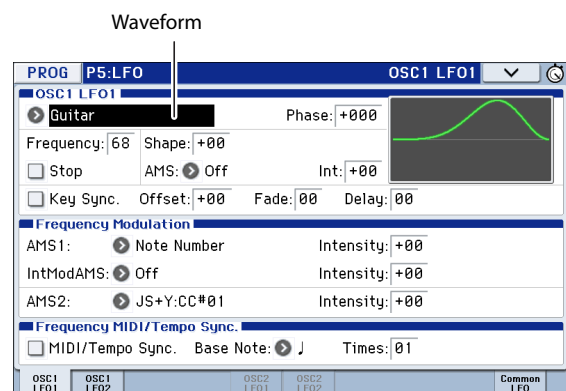 Waveform
PROG P5:LFO OSC1 LFO1
OSC1 LFO1
Guitar Phase: +000
Frequency: 68 Shape: +00
Stop AMS: Off Int: +00
Key Sync. Offset: +00 Fade: 00 Delay: 00
Frequency Modulation
AMS1: Note Number Intensity: +00
IntModAMS: Off Intensity: +00
AMS2: JS+Y:CC#01 Intensity: +00
Frequency MIDI/Tempo Sync.
MIDI/Tempo Sync. Base Note: ♩ Times: 01
OSC1 LFO1 OSC1 LFO2 OSC2 LFO1 OSC2 LFO2 Common LFO